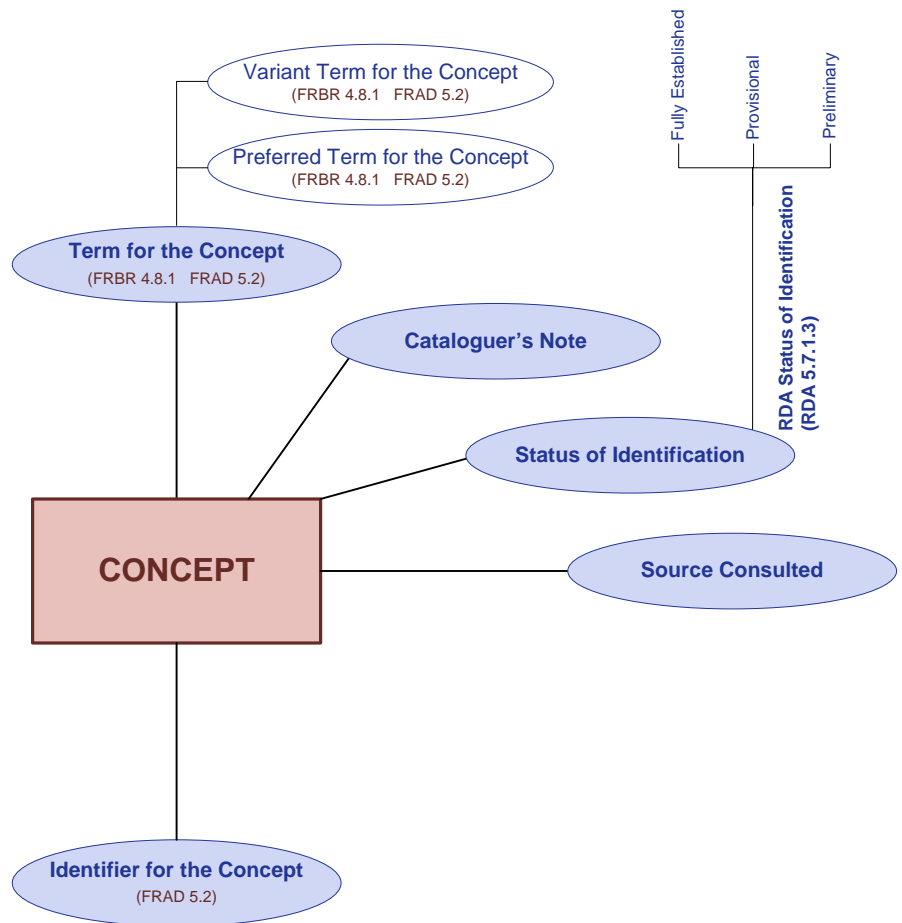 Variant Term for the Concept
(FRBR 4.8.1   FRAD 5.2)
Preferred Term for the Concept
(FRBR 4.8.1   FRAD 5.2)
Fully Established
Provisional
Preliminary
Term for the Concept
(FRBR 4.8.1   FRAD 5.2)
RDA Status of Identification
(RDA 5.7.1.3)
Cataloguer’s Note
Status of Identification
CONCEPT
Source Consulted
Identifier for the Concept
(FRAD 5.2)